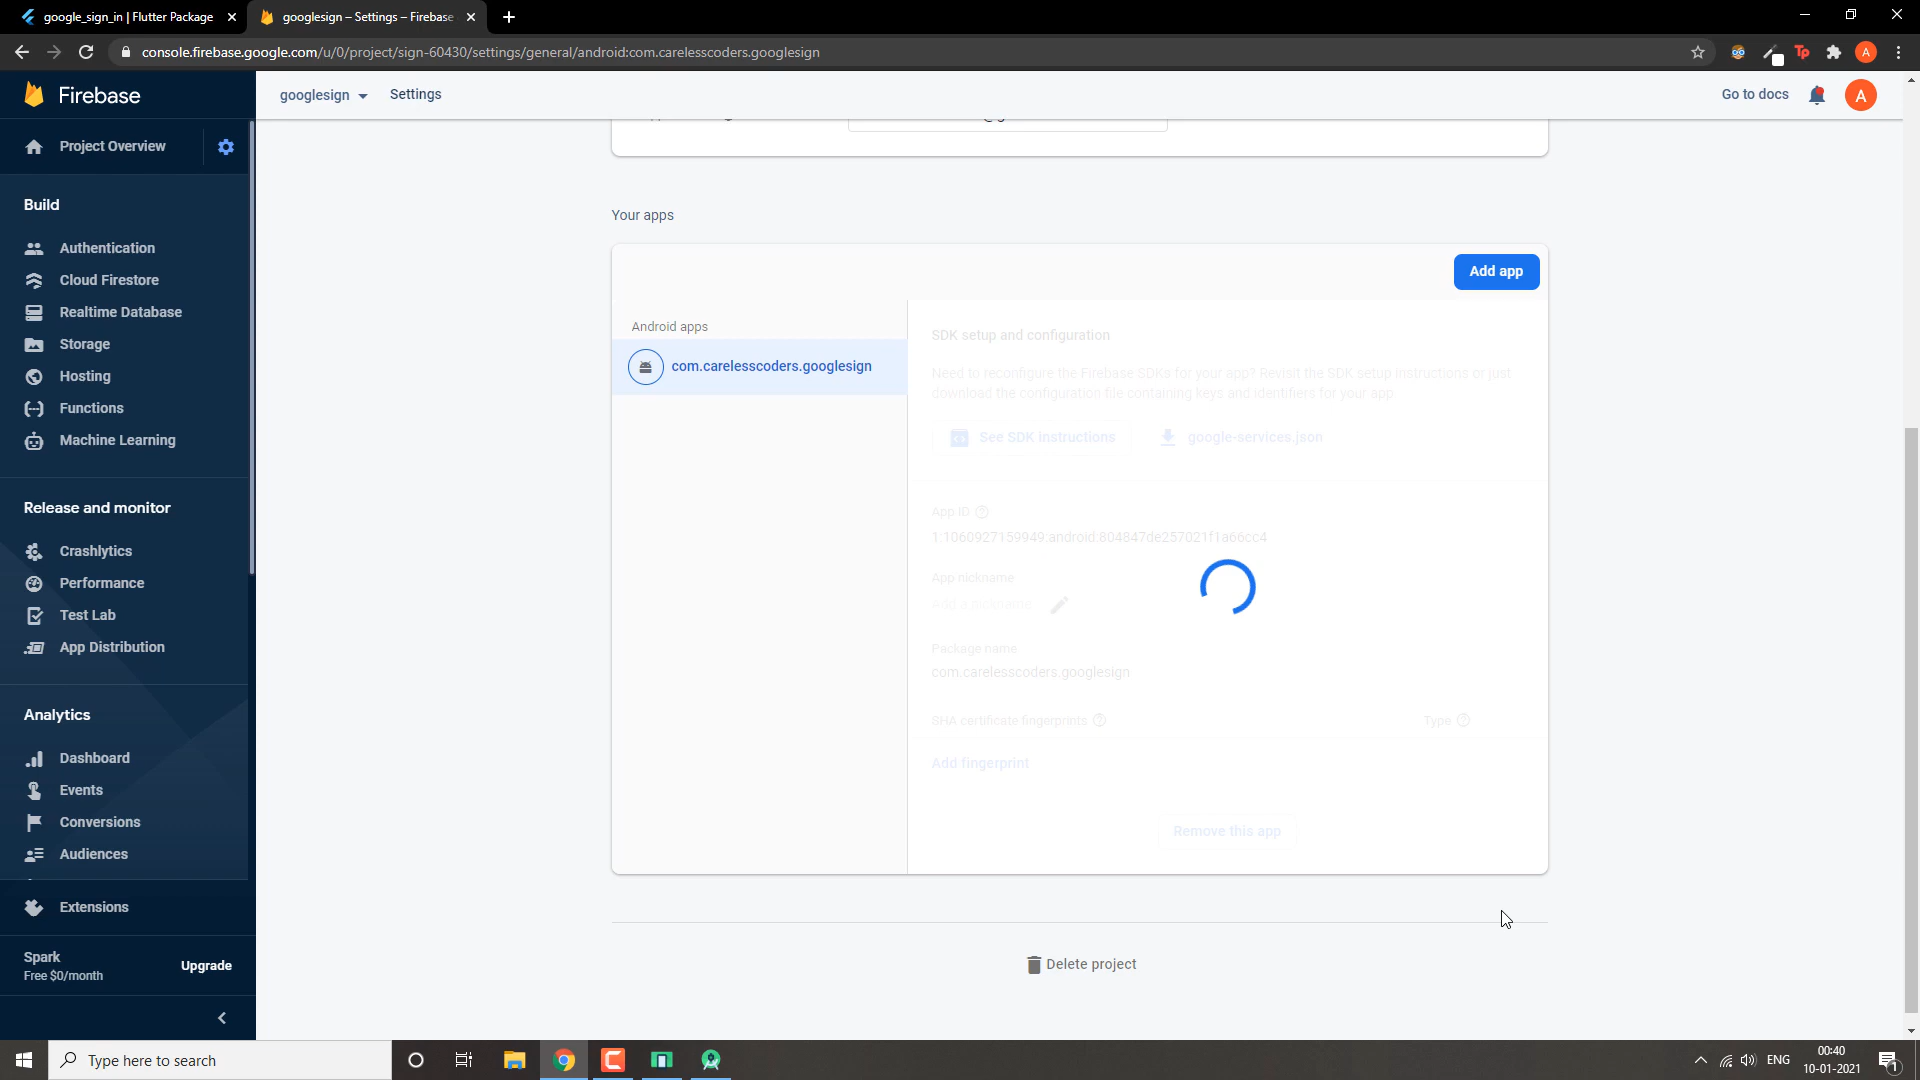 google_sign_in | Flutter Package
googlesign – Settings – Firebase
console.firebase.google.com/u/0/project/sign-60430/settings/general/android:com.carelesscoders.googlesign
Tp
A
Firebase
googlesign
Settings
Go to docs
A
Project Overview
Build
Authentication
Cloud Firestore
Realtime Database
Storage
Hosting
Functions
Machine Learning
Release and monitor
Crashlytics
Performance
Test Lab
App Distribution
Analytics
Dashboard
Events
Conversions
Audiences
Extensions
Spark
Free $0/month
Upgrade
Your apps
Add app
Android apps
com.carelesscoders.googlesign
SDK setup and configuration
Need to reconfigure the Firebase SDKs for your app? Revisit the SDK setup instructions or just
download the configuration file containing keys and identifiers for your app.
See SDK instructions
google-services.json
App ID
1:1060927159949:android:804847de257021f1a66cc4
App nickname
Add a nickname
Package name
com.carelesscoders.googlesign
SHA certificate fingerprints
Type
Add fingerprint
Remove this app
Delete project
Type here to search
ENG
00:40
10-01-2021
1